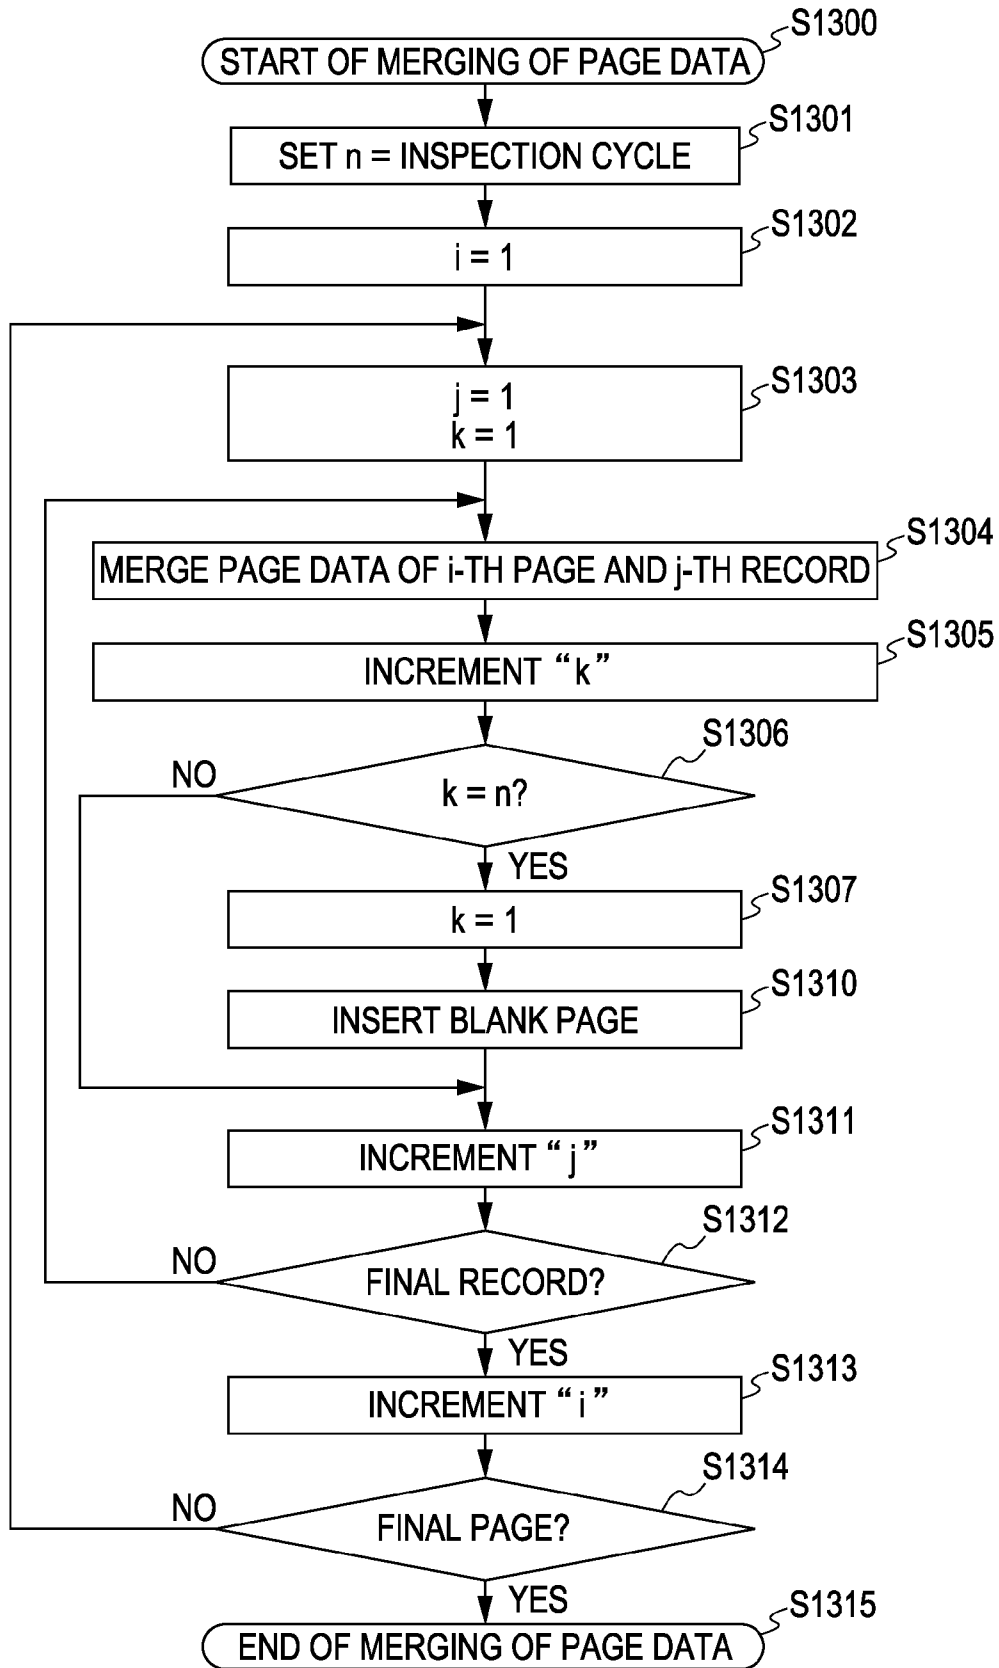 S1300
START OF MERGING OF PAGE DATA
S1301
SET n = INSPECTION CYCLE
S1302
i = 1
S1303
j = 1
k = 1
S1304
MERGE PAGE DATA OF i-TH PAGE AND j-TH RECORD
S1305
INCREMENT “k”
S1306
NO
k = n?
YES
S1307
k = 1
S1310
INSERT BLANK PAGE
S1311
INCREMENT “j”
S1312
NO
FINAL RECORD?
YES
S1313
INCREMENT “i”
S1314
NO
FINAL PAGE?
YES
S1315
END OF MERGING OF PAGE DATA